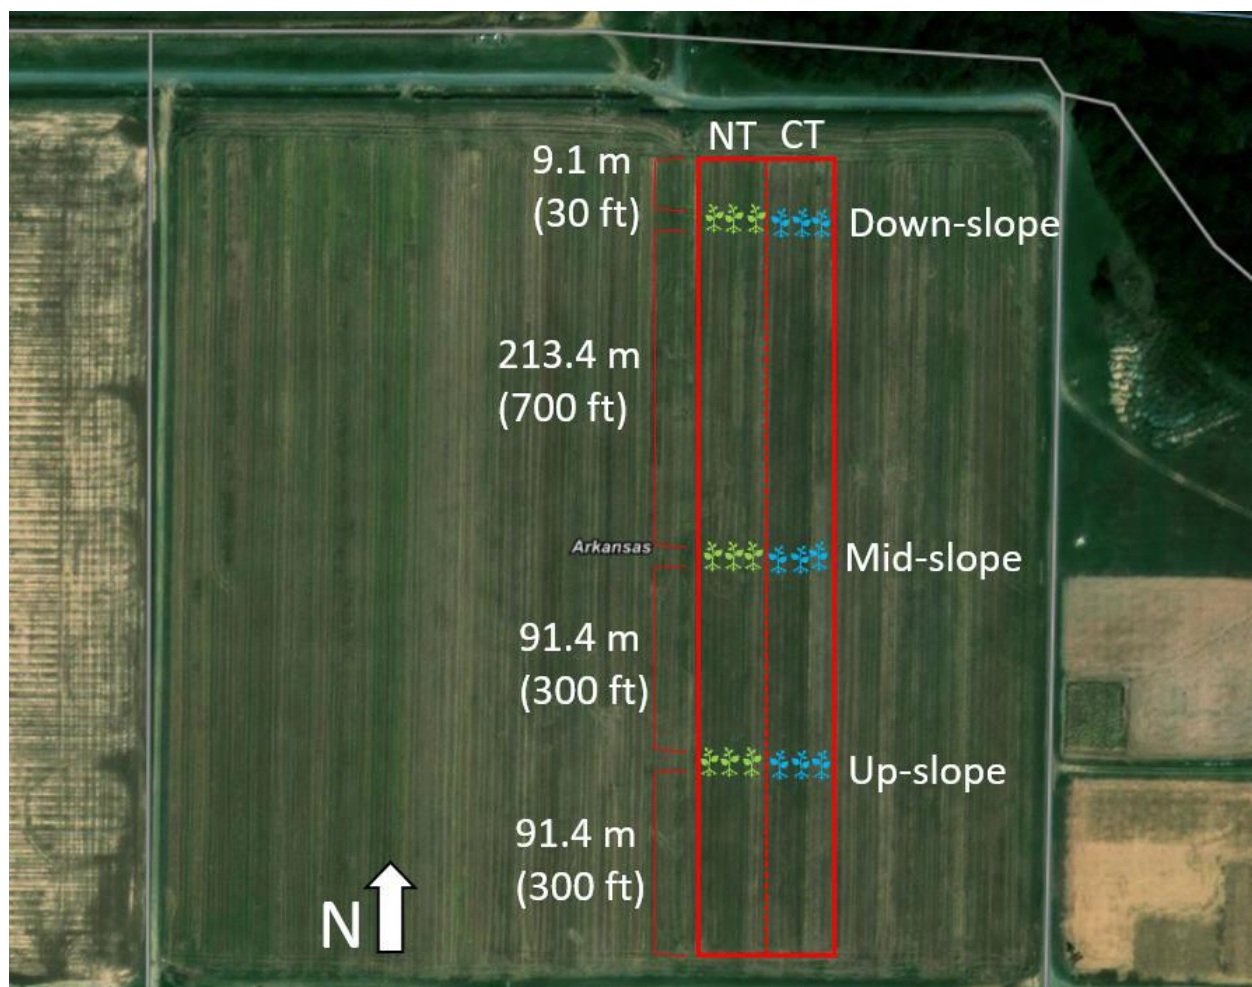 NT CT
9.1 m
(30 ft)
Down-slope
213.4 m
(700 ft)
Arkansas
Mid-slope
91.4 m
(300 ft)
Up-slope
91.4 m
(300 ft)
N